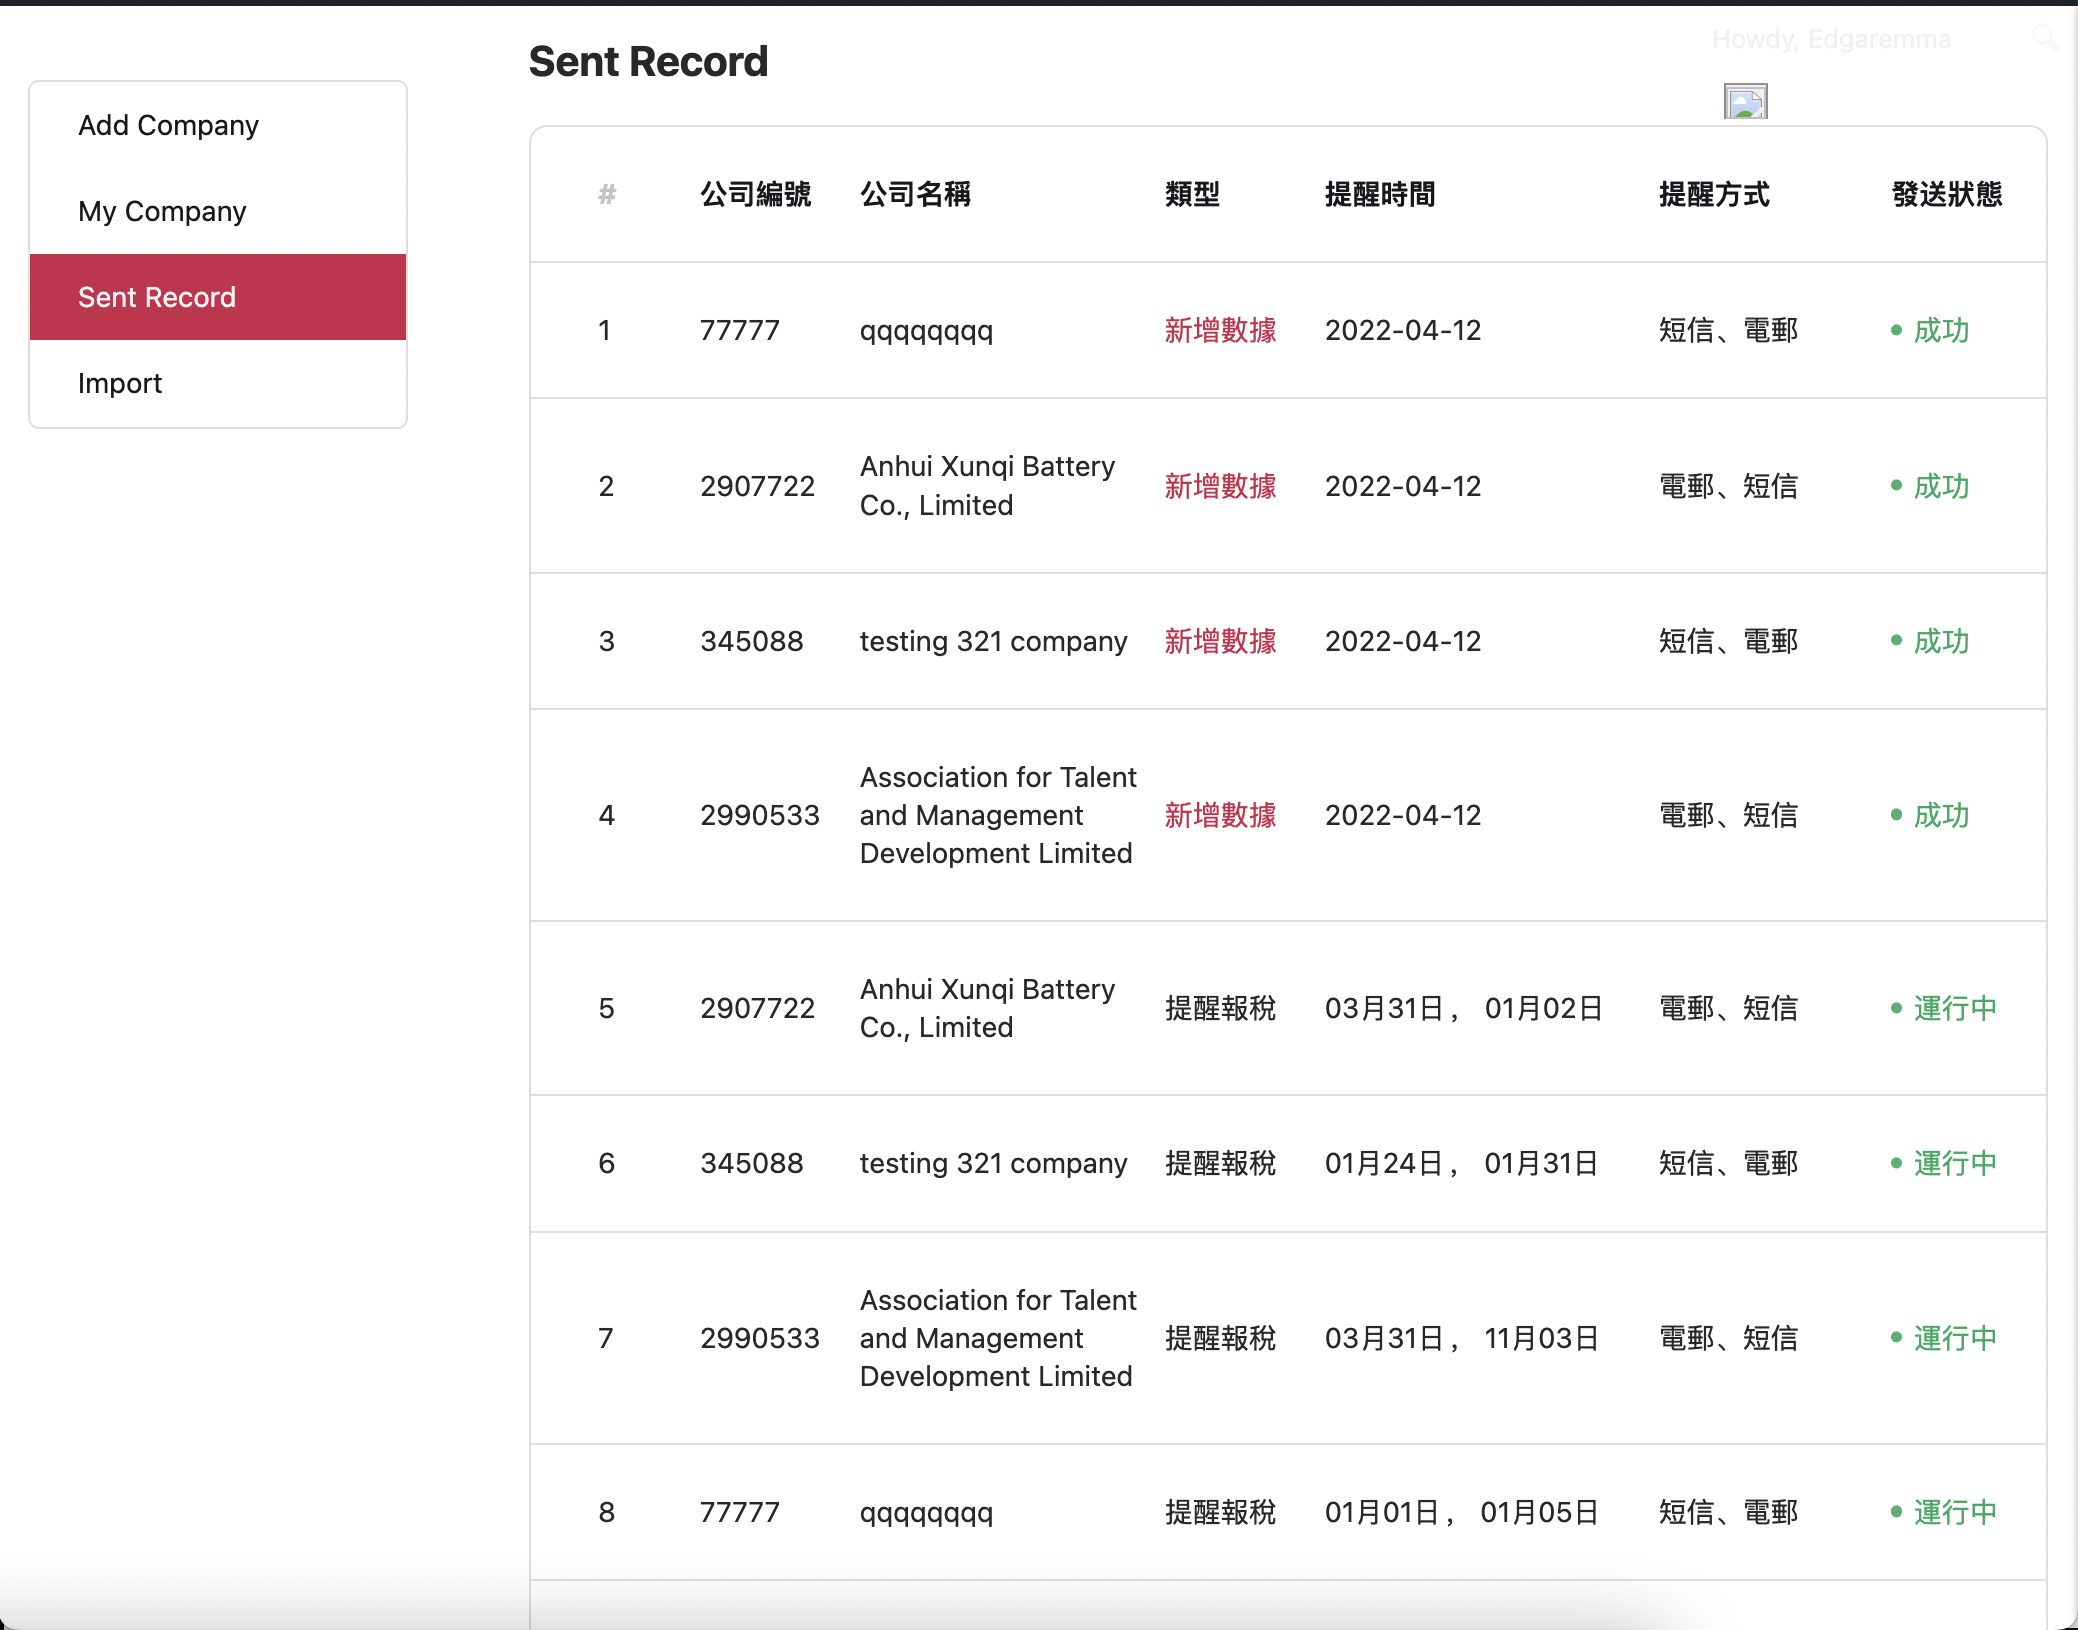 Howdy, Edgaremma
Sent Record
Add Company
My Company
Sent Record
Import
# 公司編號 公司名稱 類型 提醒時間 提醒方式 發送狀態
1 77777 qqqqqqqq 新增數據 2022-04-12 短信、電郵 • 成功
2 2907722 Anhui Xunqi Battery
Co., Limited 新增數據 2022-04-12 電郵、短信 • 成功
3 345088 testing 321 company 新增數據 2022-04-12 短信、電郵 • 成功
4 2990533 Association for Talent
and Management
Development Limited 新增數據 2022-04-12 電郵、短信 • 成功
5 2907722 Anhui Xunqi Battery
Co., Limited 提醒報稅 03月31日， 01月02日 電郵、短信 • 運行中
6 345088 testing 321 company 提醒報稅 01月24日， 01月31日 短信、電郵 • 運行中
7 2990533 Association for Talent
and Management
Development Limited 提醒報稅 03月31日， 11月03日 電郵、短信 • 運行中
8 77777 qqqqqqqq 提醒報稅 01月01日， 01月05日 短信、電郵 • 運行中